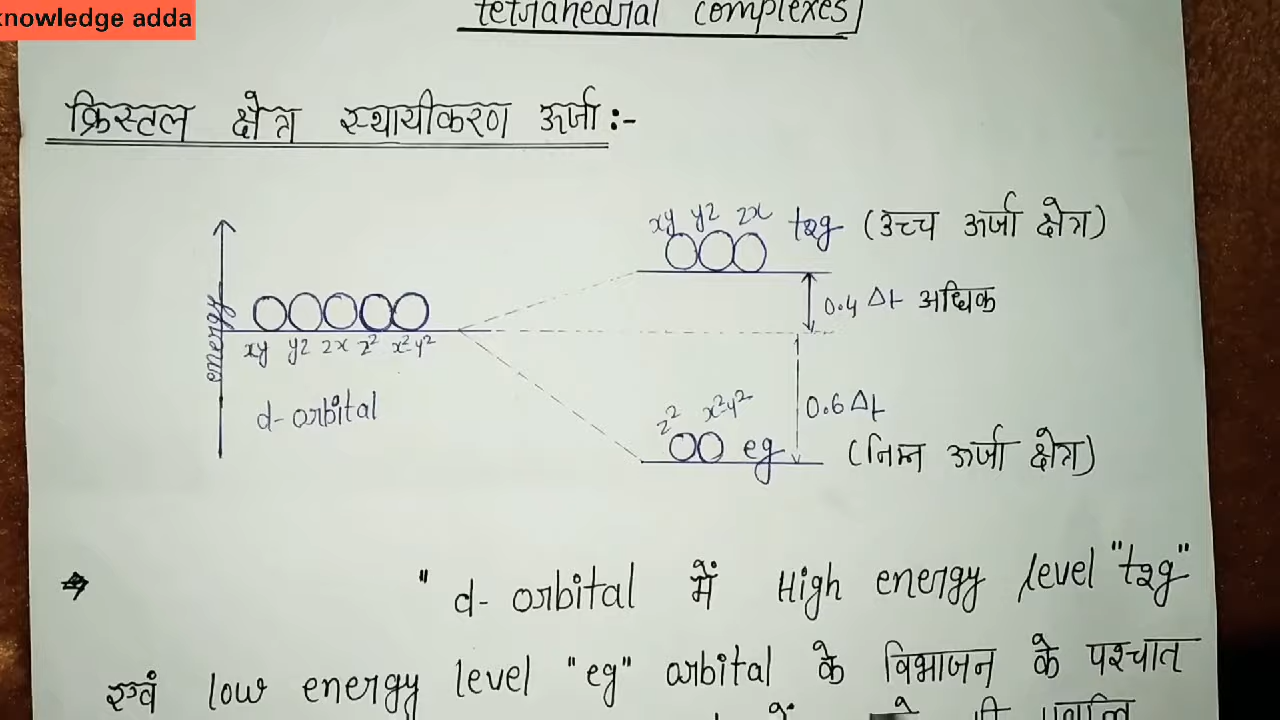 nowledge adda
tetrahedral complexes]
क्रिस्टल क्षेत्र स्थायीकरण ऊर्जा :-
xy yz zx t2g (उच्च ऊर्जा क्षेत्र)
0.4 Δt अधिक
xy yz zx z² x²-y²
d-orbital
z² x²-y²
0.6 Δt
eg (निम्न ऊर्जा क्षेत्र)
" d-orbital में High energy level "t2g"
एवं low energy level "eg" orbital के विभाजन के पश्चात